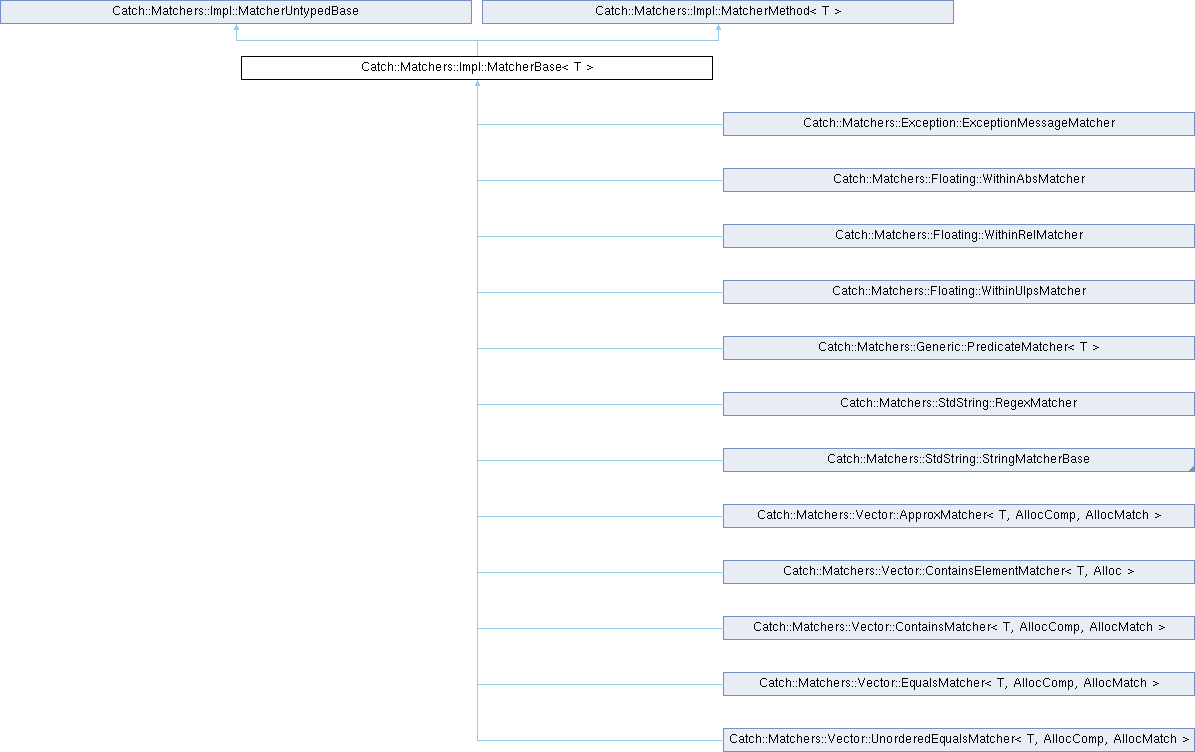 Catch::Matchers::Impl::MatcherUntypedBase
Catch::Matchers::Impl::MatcherMethod< T >
Catch::Matchers::Impl::MatcherBase< T >
Catch::Matchers::Exception::ExceptionMessageMatcher
Catch::Matchers::Floating::WithinAbsMatcher
Catch::Matchers::Floating::WithinRelMatcher
Catch::Matchers::Floating::WithinUlpsMatcher
Catch::Matchers::Generic::PredicateMatcher< T >
Catch::Matchers::StdString::RegexMatcher
Catch::Matchers::StdString::StringMatcherBase
Catch::Matchers::Vector::ApproxMatcher< T, AllocComp, AllocMatch >
Catch::Matchers::Vector::ContainsElementMatcher< T, Alloc >
Catch::Matchers::Vector::ContainsMatcher< T, AllocComp, AllocMatch >
Catch::Matchers::Vector::EqualsMatcher< T, AllocComp, AllocMatch >
Catch::Matchers::Vector::UnorderedEqualsMatcher< T, AllocComp, AllocMatch >